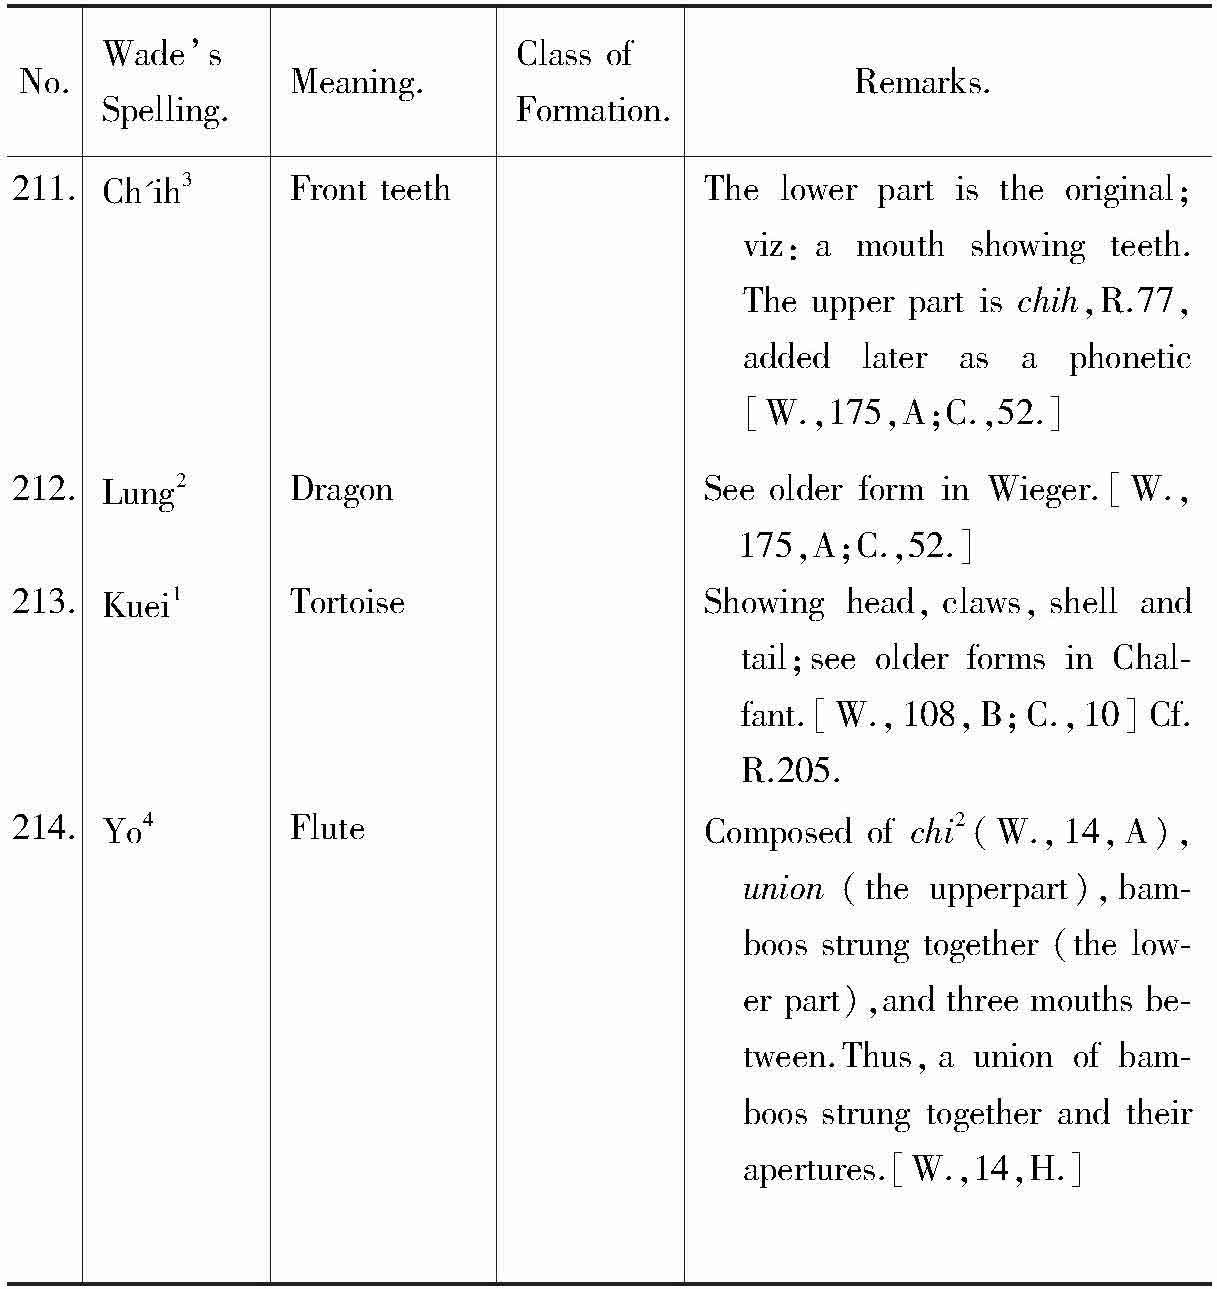 No. Wade's Spelling. Meaning. Class of Formation. Remarks.
211. Ch'ih³ Front teeth The lower part is the original;
viz: a mouth showing teeth.
The upper part is chih, R.77,
added later as a phonetic
[W., 175, A; C., 52.]
212. Lung² Dragon See older form in Wieger. [W.,
175, A; C., 52.]
213. Kuei¹ Tortoise Showing head, claws, shell and
tail; see older forms in Chal-
fant. [W., 108, B; C., 10] Cf.
R.205.
214. Yo⁴ Flute Composed of chi² (W., 14, A),
union (the upperpart), bam-
boos strung together (the low-
er part), and three mouths be-
tween. Thus, a union of bam-
boos strung together and their
apertures. [W., 14, H.]